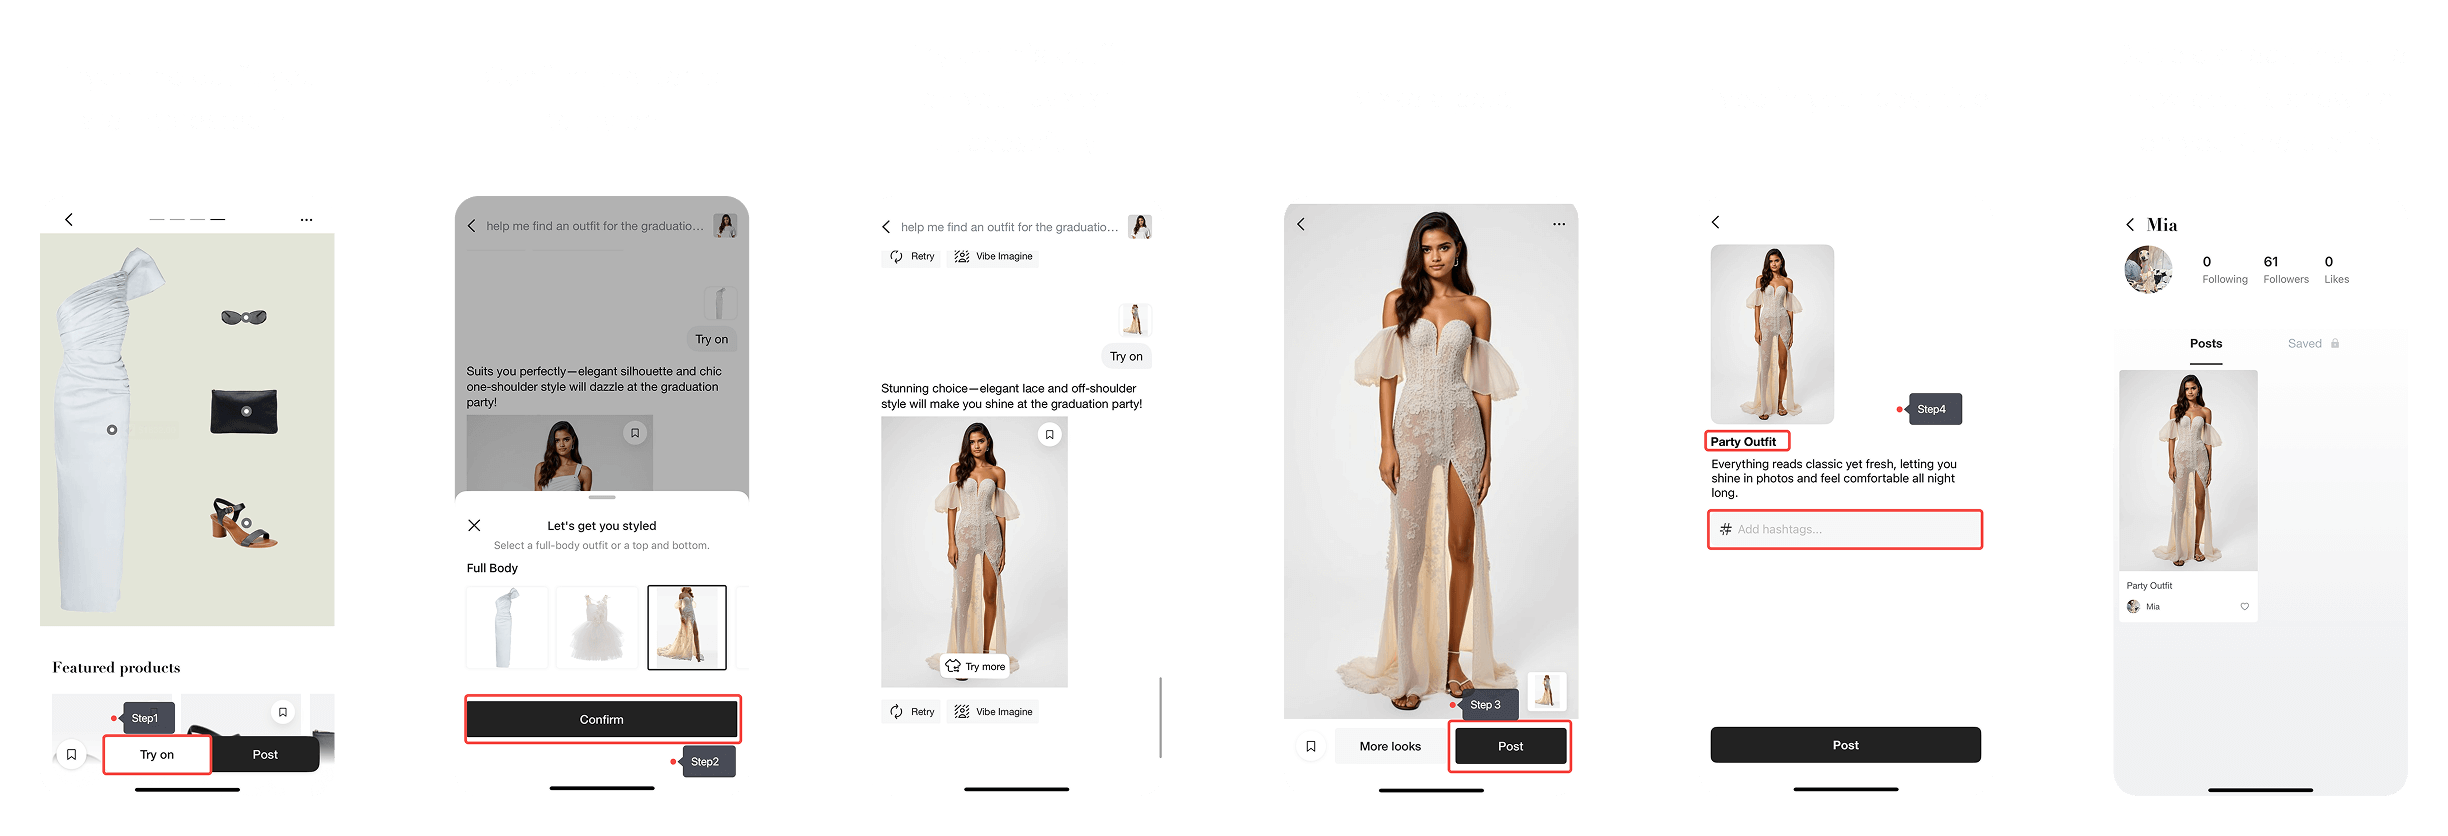 Featured products
Step1
Try on
Post
help me find an outfit for the graduatio...
Try on
Suits you perfectly—elegant silhouette and chic
one-shoulder style will dazzle at the graduation
party!
Let's get you styled
Select a full-body outfit or a top and bottom.
Full Body
Confirm
Step2
help me find an outfit for the graduatio...
Retry
Vibe Imagine
Try on
Stunning choice—elegant lace and off-shoulder
style will make you shine at the graduation party!
Try more
Retry
Vibe Imagine
Step 3
More looks
Post
Step4
Party Outfit
Everything reads classic yet fresh, letting you
shine in photos and feel comfortable all night
long.
# Add hashtags...
Post
Mia
0 61 0
Following Followers Likes
Posts Saved
Party Outfit
Mia